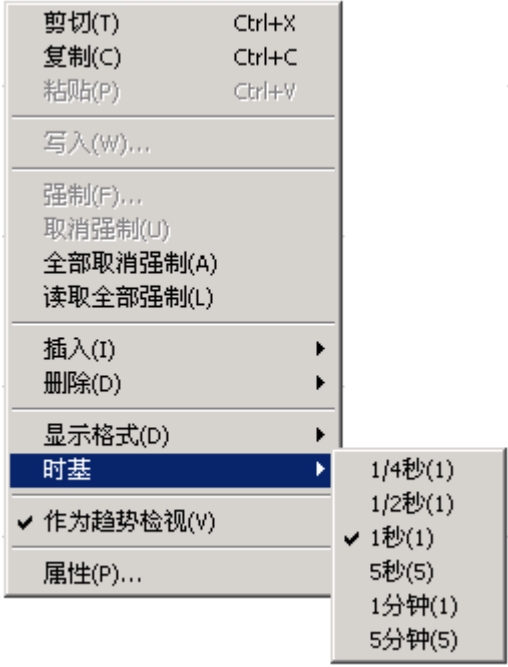 剪切(T) Ctrl+X
复制(C) Ctrl+C
粘贴(P) Ctrl+V
写入(W)...
强制(F)...
取消强制(U)
全部取消强制(A)
读取全部强制(L)
插入(I)
删除(D)
显示格式(D)
时基
作为趋势检视(V)
属性(P)...
1/4秒(1)
1/2秒(1)
1秒(1)
5秒(5)
1分钟(1)
5分钟(5)